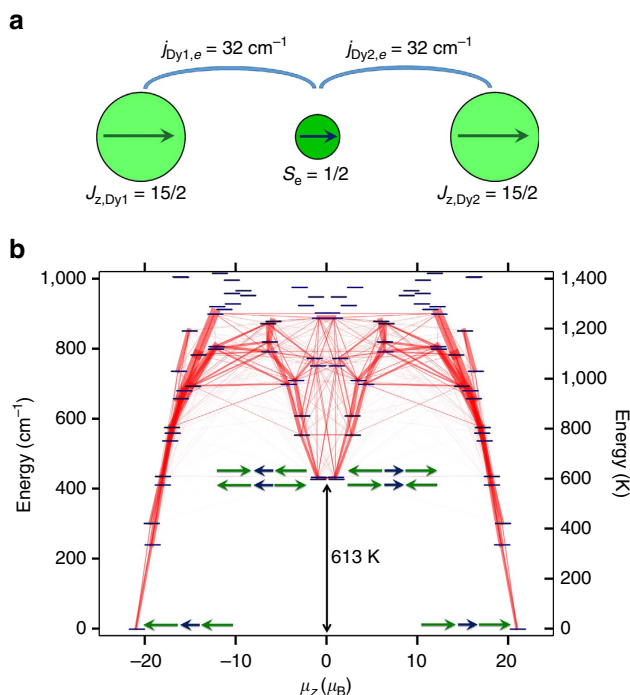 a
j_Dy1,e = 32 cm⁻¹ j_Dy2,e = 32 cm⁻¹
J_z,Dy1 = 15/2 S_e = 1/2 J_z,Dy2 = 15/2
b
1,000 1,400
800 1,200
1,000
600 800
400 600
400
200 200
0 0
Energy (cm⁻¹)
Energy (K)
613 K
−20 −10 0 10 20
μ_z (μ_B)